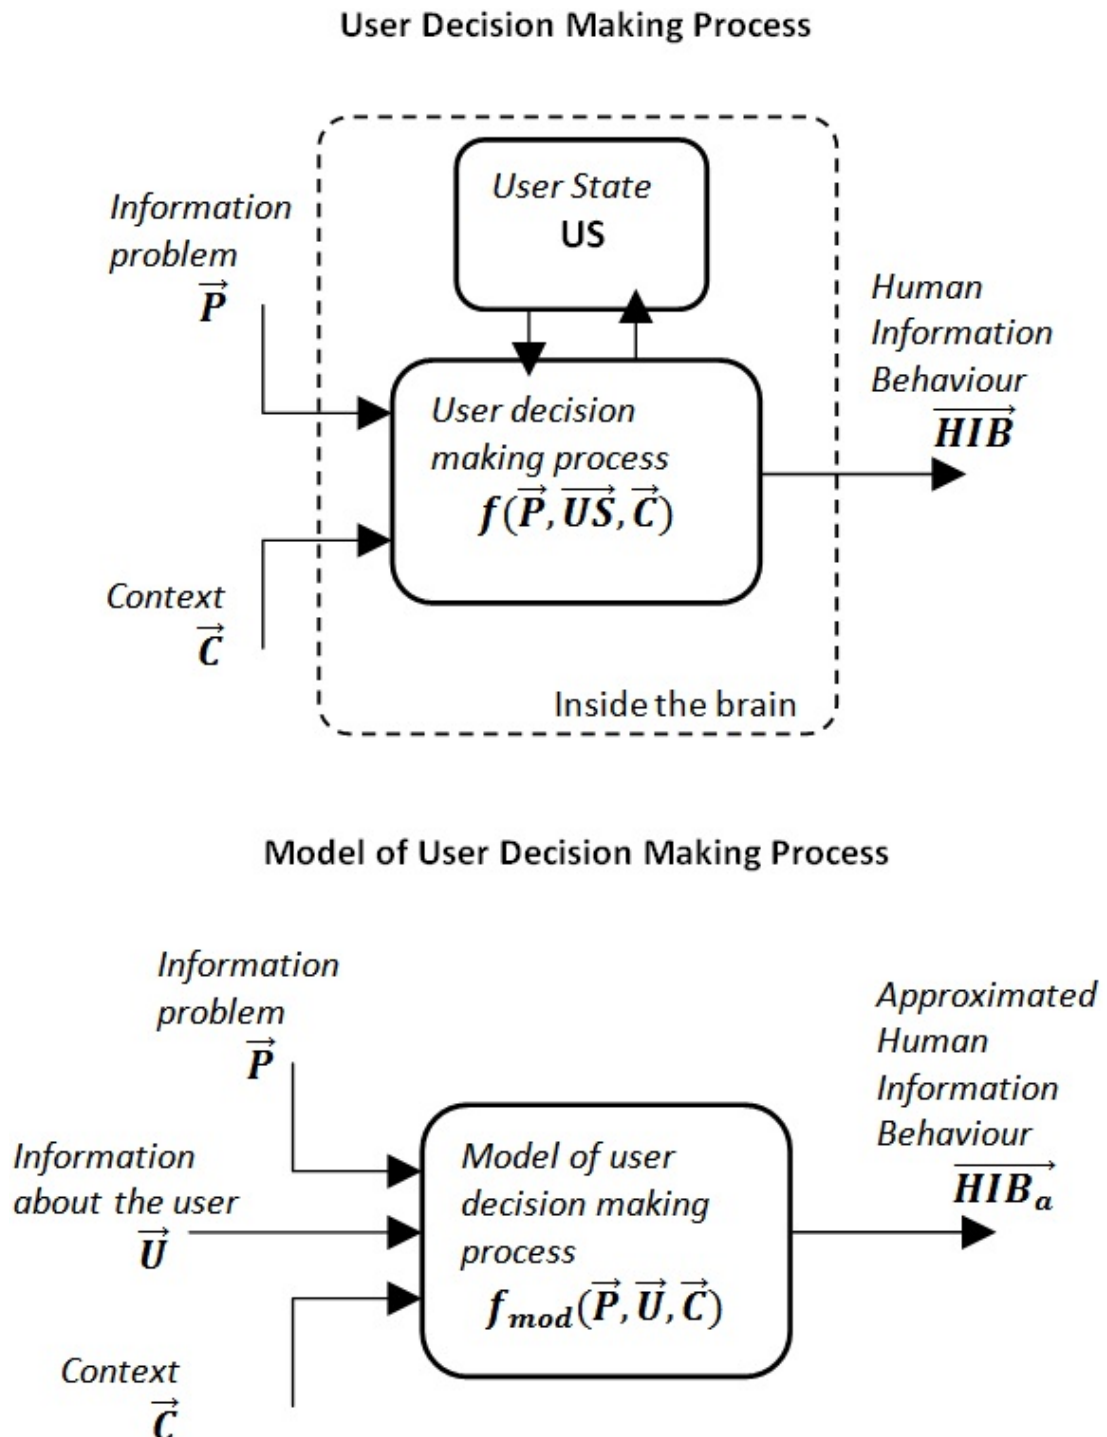 User Decision Making Process
User State
US
Information
problem
P⃗
Human
Information
Behaviour
HIB⃗
User decision
making process
f(P⃗, US⃗, C⃗)
Context
C⃗
Inside the brain
Model of User Decision Making Process
Information
problem
P⃗
Approximated
Human
Information
Behaviour
HIBₐ⃗
Information
about the user
U⃗
Model of user
decision making
process
f_mod(P⃗, U⃗, C⃗)
Context
C⃗